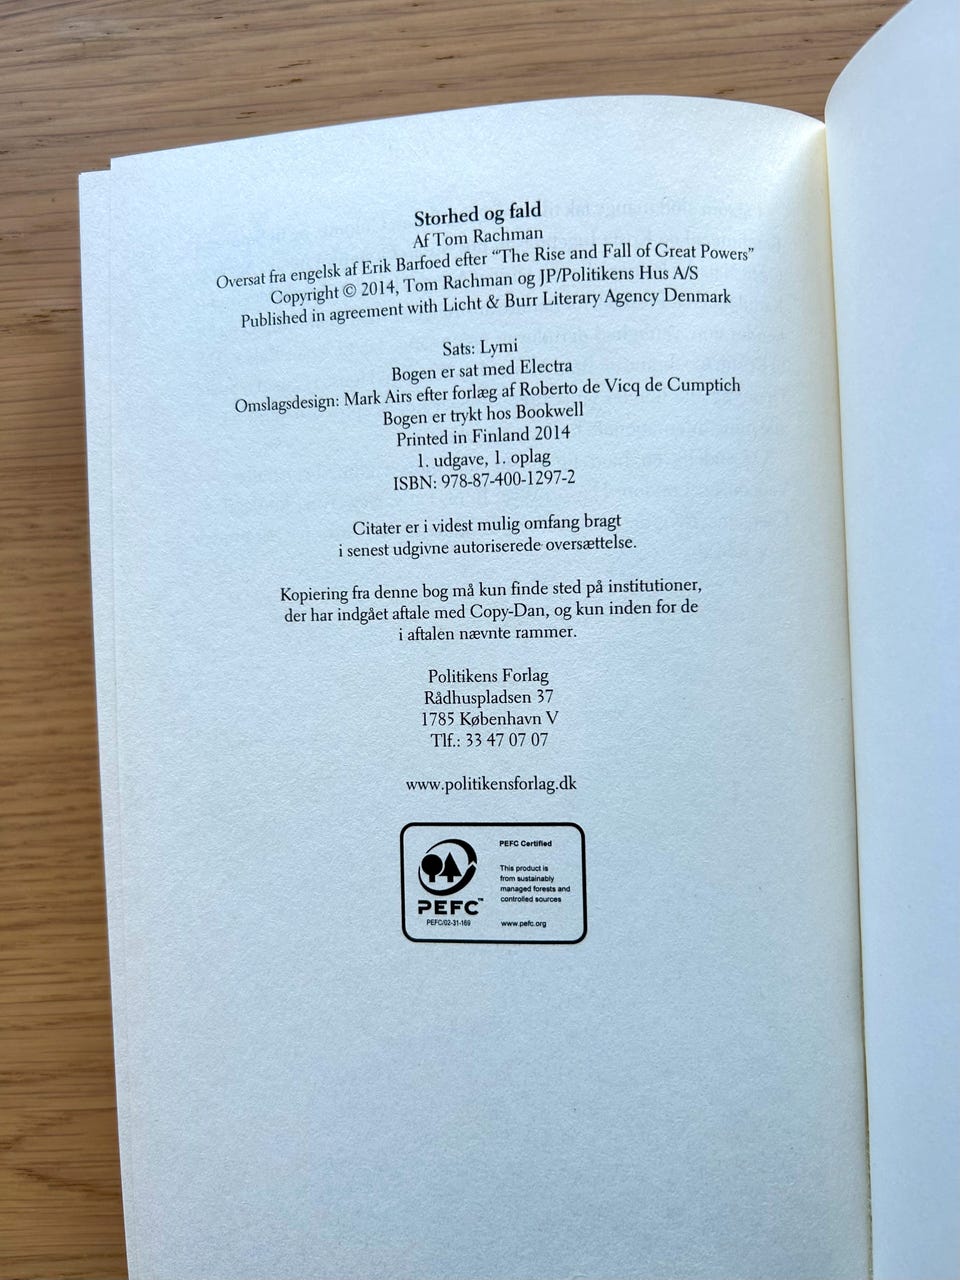 Storhed og fald
Af Tom Rachman
Oversat fra engelsk af Erik Barfoed efter "The Rise and Fall of Great Powers"
Copyright © 2014, Tom Rachman og JP/Politikens Hus A/S
Published in agreement with Licht & Burr Literary Agency Denmark
Sats: Lymi
Bogen er sat med Electra
Omslagsdesign: Mark Airs efter forlæg af Roberto de Vicq de Cumptich
Bogen er trykt hos Bookwell
Printed in Finland 2014
1. udgave, 1. oplag
ISBN: 978-87-400-1297-2
Citater er i videst mulig omfang bragt
i senest udgivne autoriserede oversættelse.
Kopiering fra denne bog må kun finde sted på institutioner,
der har indgået aftale med Copy-Dan, og kun inden for de
i aftalen nævnte rammer.
Politikens Forlag
Rådhuspladsen 37
1785 København V
Tlf.: 33 47 07 07
www.politikensforlag.dk
PEFC™
PEFC/02-31-169
PEFC Certified
This product is
from sustainably
managed forests and
controlled sources
www.pefc.org